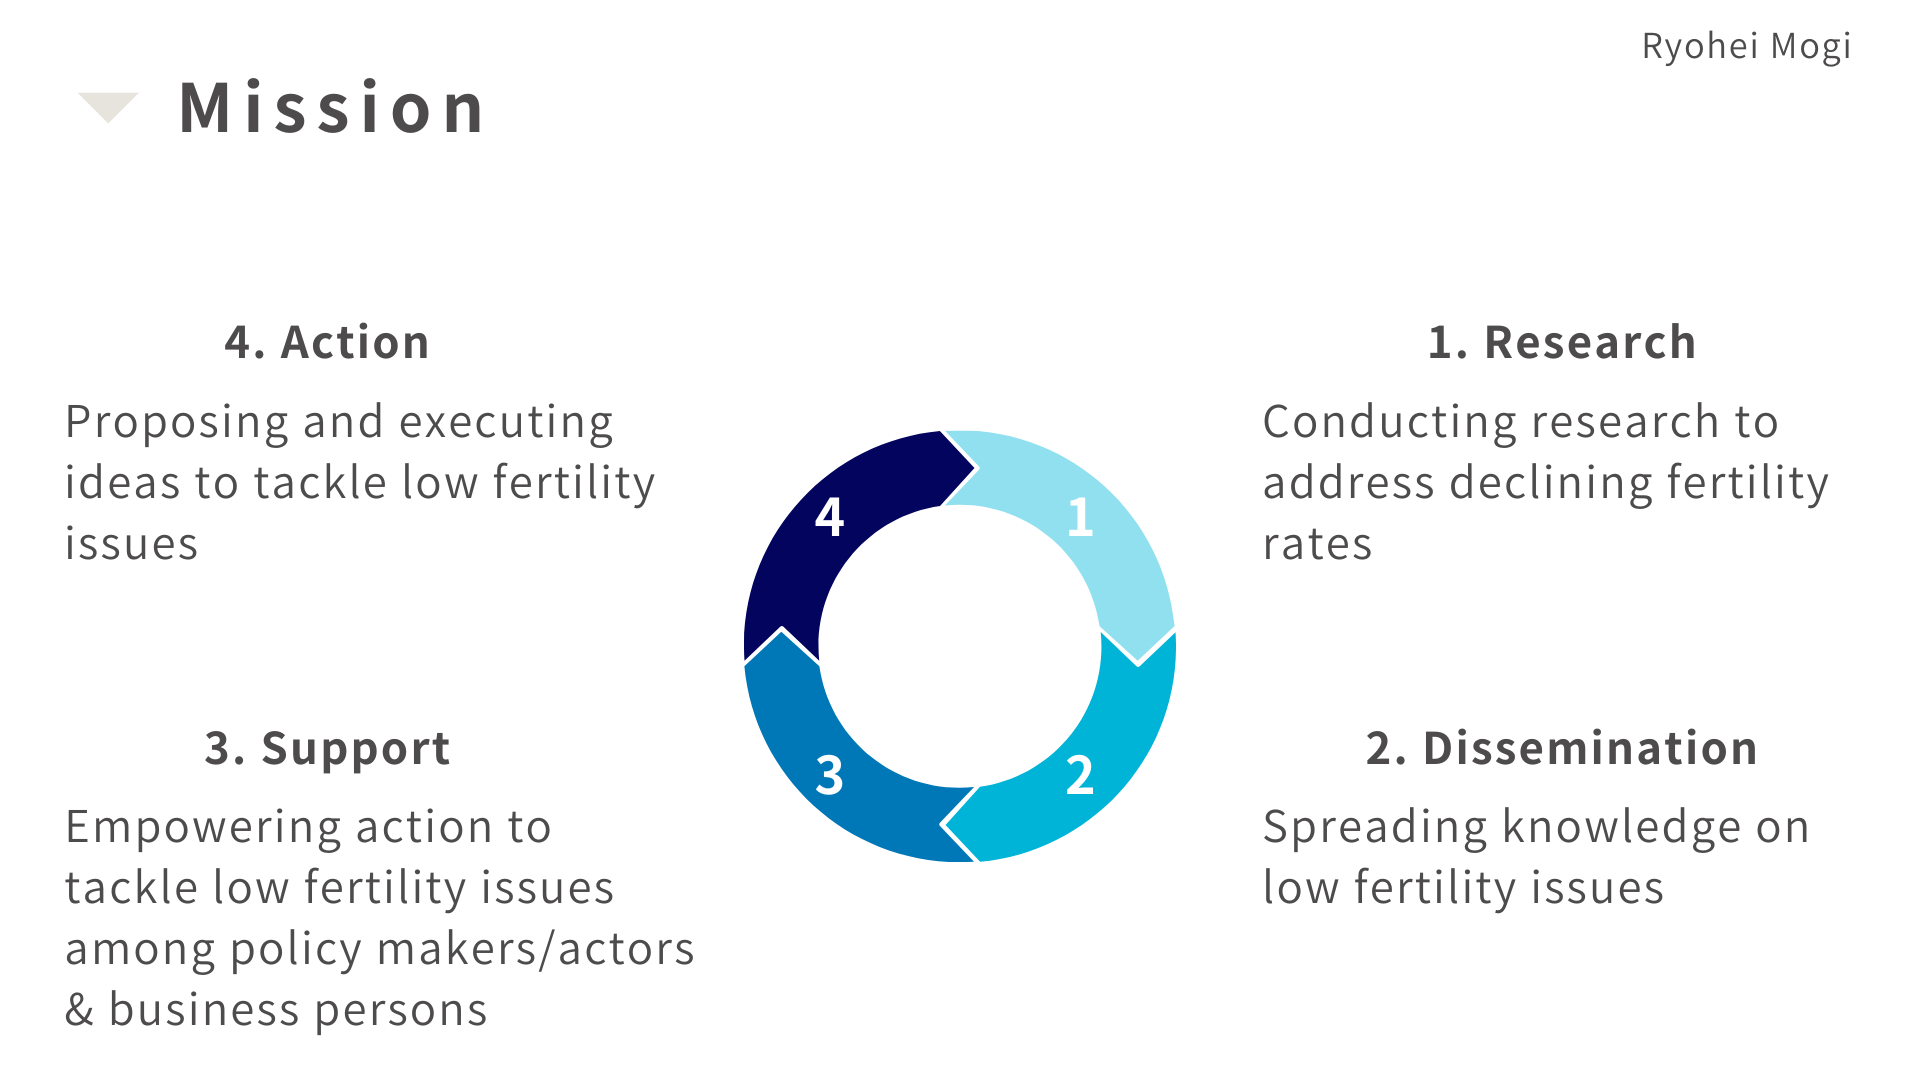 Ryohei Mogi
Mission
4. Action
Proposing and executing
ideas to tackle low fertility
issues
1. Research
Conducting research to
address declining fertility
rates
4
1
3
2
3. Support
Empowering action to
tackle low fertility issues
among policy makers/actors
& business persons
2. Dissemination
Spreading knowledge on
low fertility issues